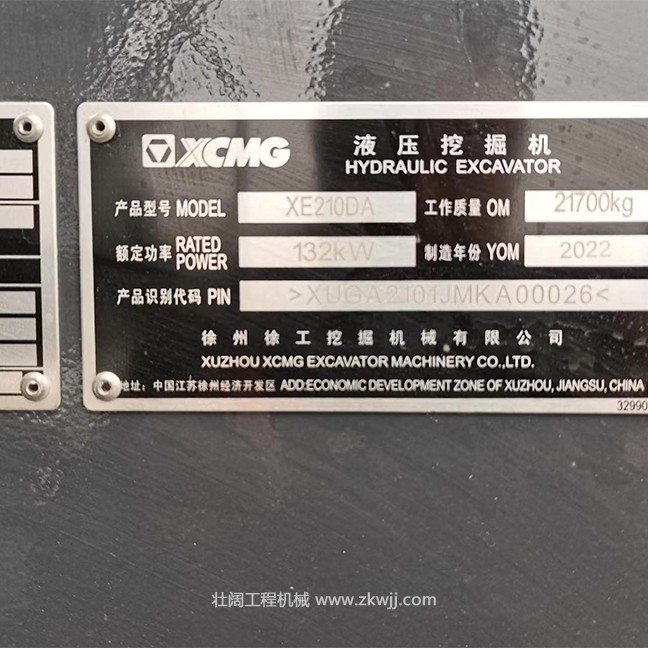 XCMG
液压挖掘机
HYDRAULIC EXCAVATOR
产品型号 MODEL XE210DA 工作质量 OM 21700kg
额定功率 RATED POWER 132kW 制造年份 YOM 2022
产品识别代码 PIN >XUGA2101JMKA00026<
徐州徐工挖掘机械有限公司
XUZHOU XCMG EXCAVATOR MACHINERY CO.,LTD.
地址：中国江苏徐州经济开发区 ADD:ECONOMIC DEVELOPMENT ZONE OF XUZHOU, JIANGSU, CHINA
32990
壮阔工程机械 www.zkwjj.com